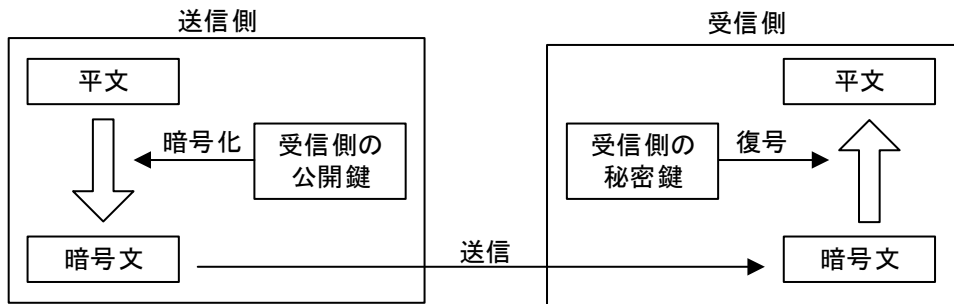 送信側
平文
暗号化
受信側の
公開鍵
暗号文
送信
受信側
平文
受信側の
秘密鍵
復号
暗号文